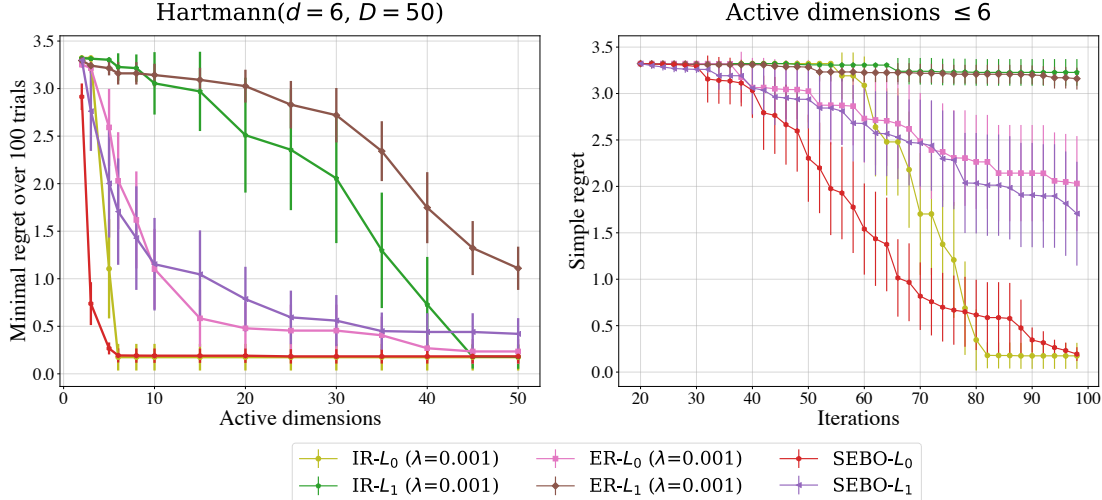 Hartmann(d = 6, D = 50)
Minimal regret over 100 trials
3.5
3.0
2.5
2.0
1.5
1.0
0.5
0.0
0 10 20 30 40 50
Active dimensions
Active dimensions ≤ 6
Simple regret
3.5
3.0
2.5
2.0
1.5
1.0
0.5
0.0
20 30 40 50 60 70 80 90 100
Iterations
IR-L₀ (λ=0.001) ER-L₀ (λ=0.001) SEBO-L₀
IR-L₁ (λ=0.001) ER-L₁ (λ=0.001) SEBO-L₁